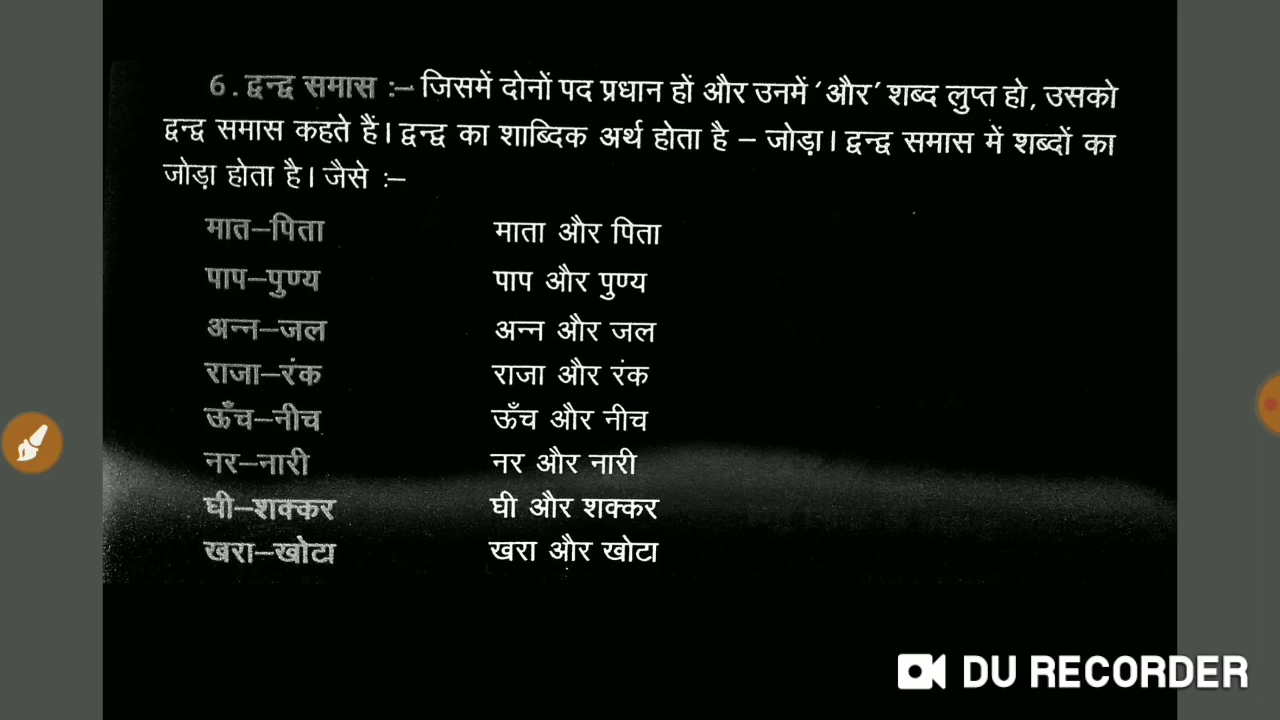 6. द्वन्द्व समास :– जिसमें दोनों पद प्रधान हों और उनमें ‘और’ शब्द लुप्त हो, उसको
द्वन्द्व समास कहते हैं। द्वन्द्व का शाब्दिक अर्थ होता है – जोड़ा। द्वन्द्व समास में शब्दों का
जोड़ा होता है। जैसे :–
मात–पिता माता और पिता
पाप–पुण्य पाप और पुण्य
अन्न–जल अन्न और जल
राजा–रंक राजा और रंक
ऊँच–नीच ऊँच और नीच
नर–नारी नर और नारी
घी–शक्कर घी और शक्कर
खरा–खोटा खरा और खोटा
DU RECORDER